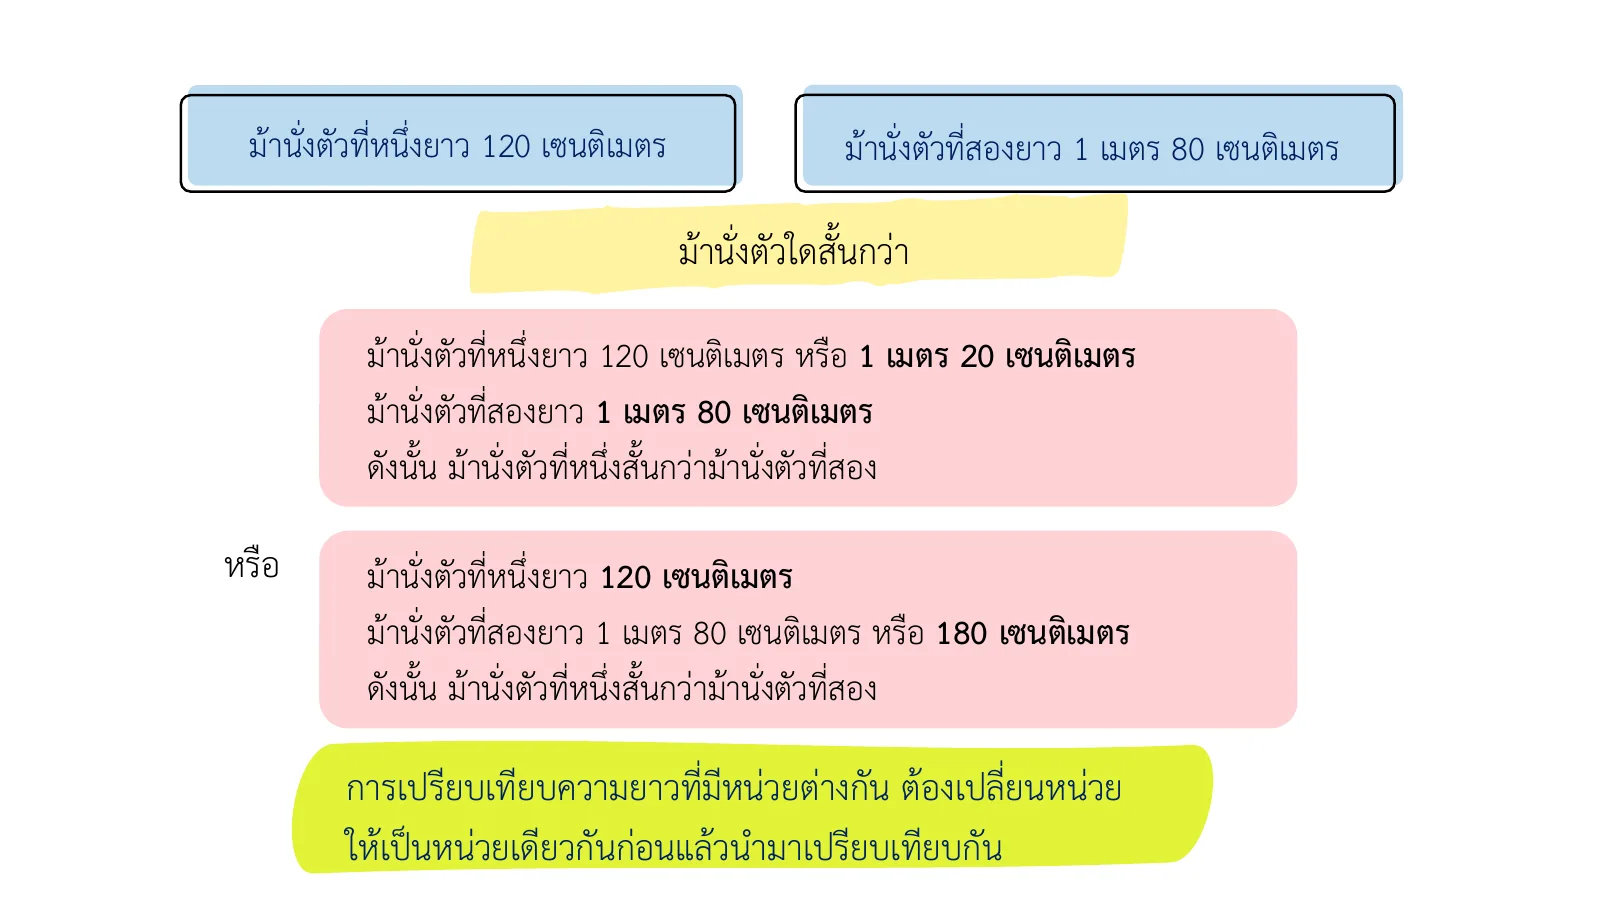 ม้านั่งตัวที่หนึ่งยาว 120 เซนติเมตร
ม้านั่งตัวที่สองยาว 1 เมตร 80 เซนติเมตร
ม้านั่งตัวใดสั้นกว่า
ม้านั่งตัวที่หนึ่งยาว 120 เซนติเมตร หรือ 1 เมตร 20 เซนติเมตร
ม้านั่งตัวที่สองยาว 1 เมตร 80 เซนติเมตร
ดังนั้น ม้านั่งตัวที่หนึ่งสั้นกว่าม้านั่งตัวที่สอง
หรือ
ม้านั่งตัวที่หนึ่งยาว 120 เซนติเมตร
ม้านั่งตัวที่สองยาว 1 เมตร 80 เซนติเมตร หรือ 180 เซนติเมตร
ดังนั้น ม้านั่งตัวที่หนึ่งสั้นกว่าม้านั่งตัวที่สอง
การเปรียบเทียบความยาวที่มีหน่วยต่างกัน ต้องเปลี่ยนหน่วย
ให้เป็นหน่วยเดียวกันก่อนแล้วนำมาเปรียบเทียบกัน